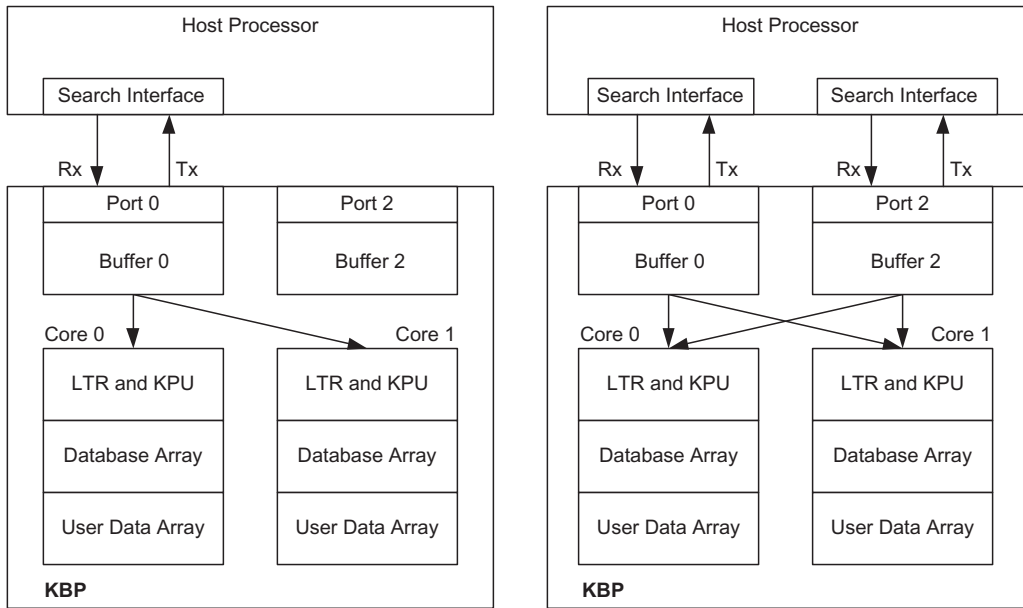 Host Processor
Search Interface
Rx
Tx
Port 0
Port 2
Buffer 0
Buffer 2
Core 0
Core 1
LTR and KPU
LTR and KPU
Database Array
Database Array
User Data Array
User Data Array
KBP
Host Processor
Search Interface
Search Interface
Rx
Tx
Rx
Tx
Port 0
Port 2
Buffer 0
Buffer 2
Core 0
Core 1
LTR and KPU
LTR and KPU
Database Array
Database Array
User Data Array
User Data Array
KBP